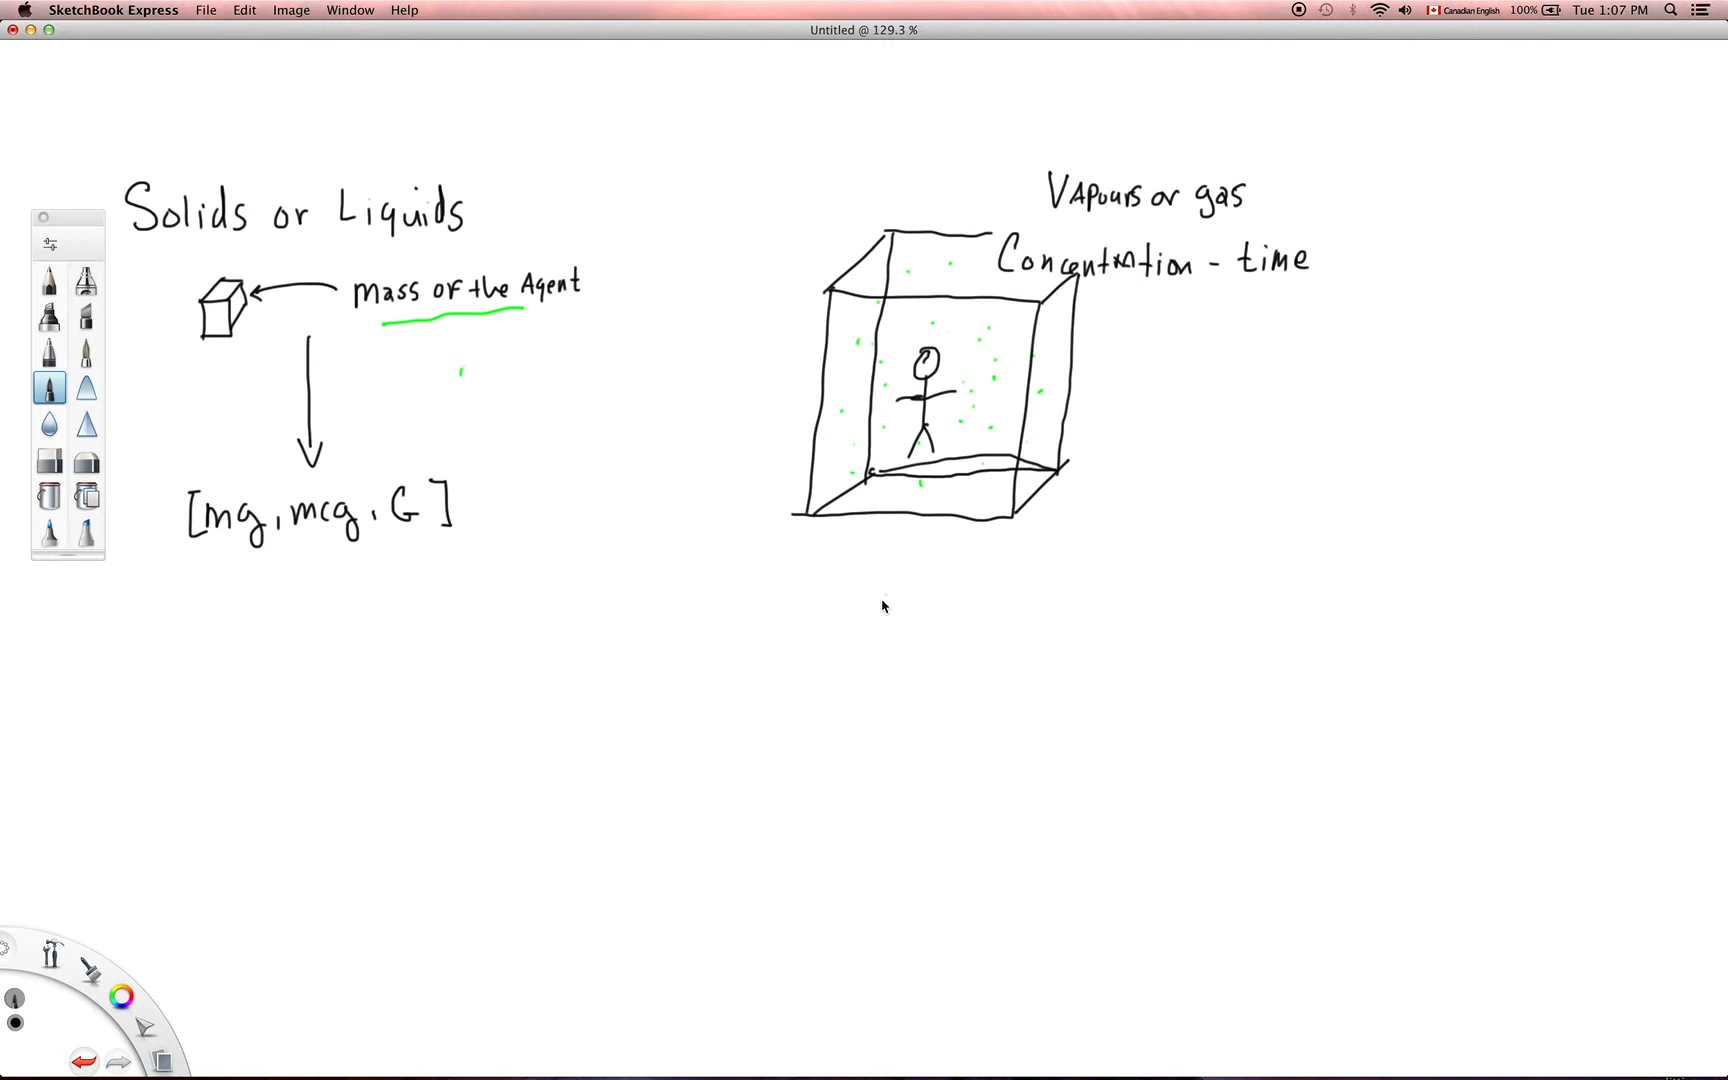 SketchBook Express File Edit Image Window Help Canadian English 100% Tue 1:07 PM
Untitled @ 129.3 %
Solids or Liquids
mass of the Agent
[mg, mcg, G]
Vapours or gas
Concentration - time